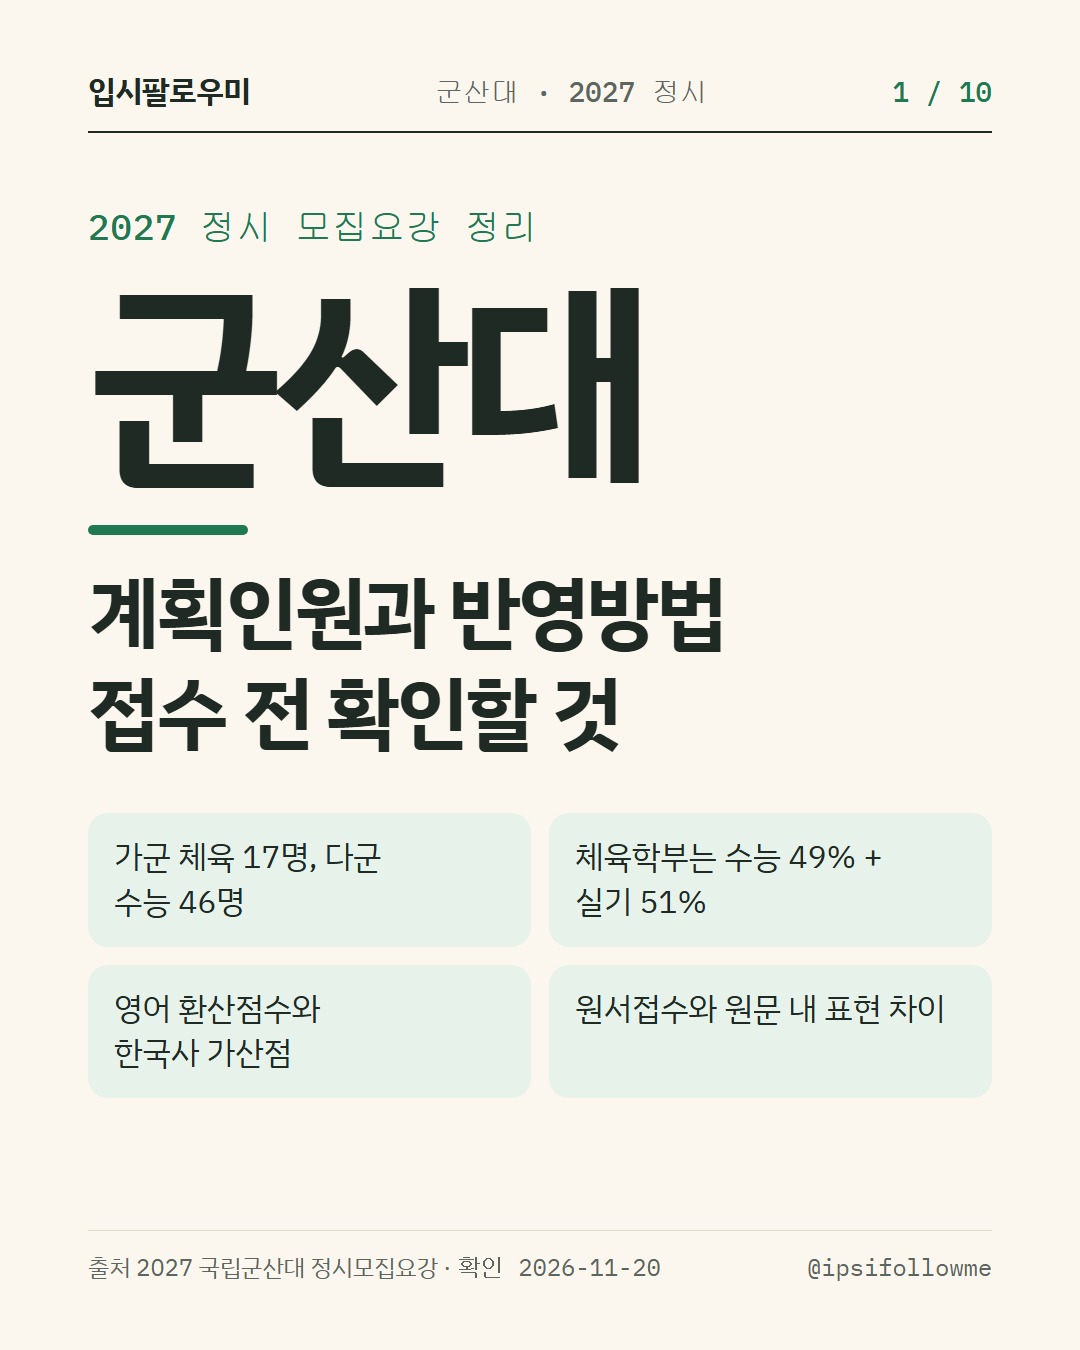 입시팔로우미
군산대 · 2027 정시
1 / 10
2027 정시 모집요강 정리
군산대
계획인원과 반영방법
접수 전 확인할 것
가군 체육 17명, 다군
수능 46명
체육학부는 수능 49% +
실기 51%
영어 환산점수와
한국사 가산점
원서접수와 원문 내 표현 차이
출처 2027 국립군산대 정시모집요강 · 확인 2026-11-20
@ipsifollowme